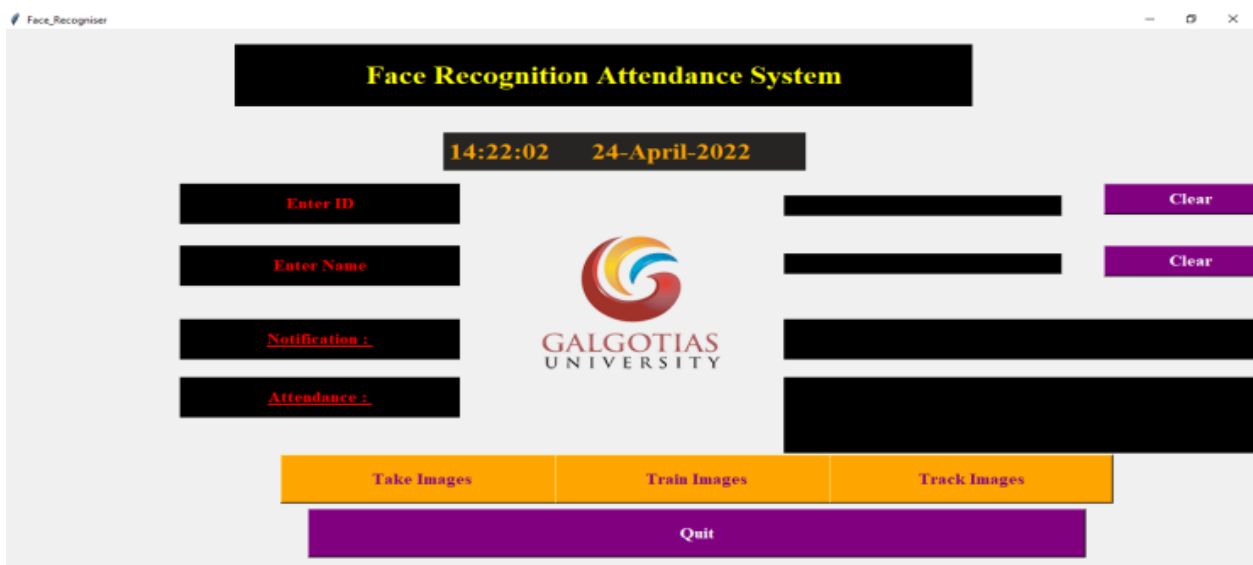 Face_Recogniser
Face Recognition Attendance System
14:22:02 24-April-2022
Enter ID
Clear
Enter Name
Clear
Notification :
GALGOTIAS
UNIVERSITY
Attendance :
Take Images Train Images Track Images
Quit